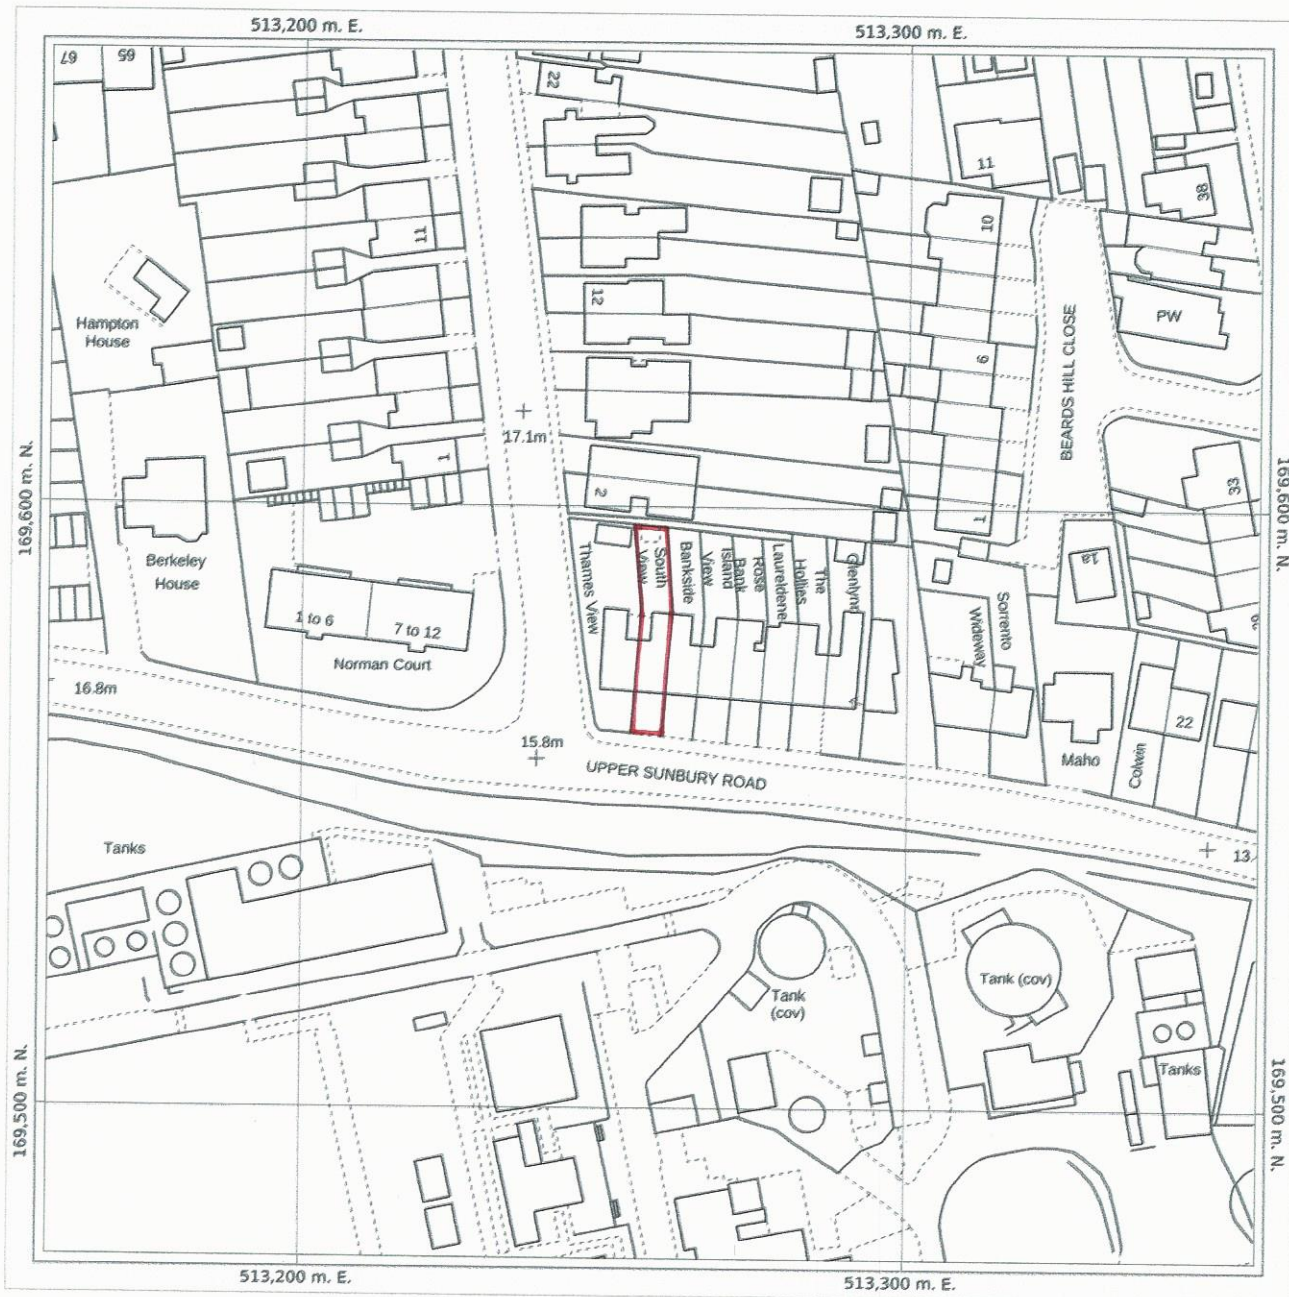 513,200 m. E.
513,300 m. E.
67
65
22
11
38
11
10
Hampton
House
12
PW
9
BEARDS HILL CLOSE
17.1m
1
2
33
169,600 m. N.
169,600 m. N.
1
Berkeley
House
Thames View
South
View
Bankside
Island
View
Rose
Bank
Laureldene
The
Hollies
Glenlynn
1a
1 to 6
7 to 12
Norman Court
Wideway
Sorrento
16.8m
15.8m
UPPER SUNBURY ROAD
Maho
Colwin
22
Tanks
13.
Tank
(cov)
Tank (cov)
Tanks
169,500 m. N.
169,500 m. N.
513,200 m. E.
513,300 m. E.